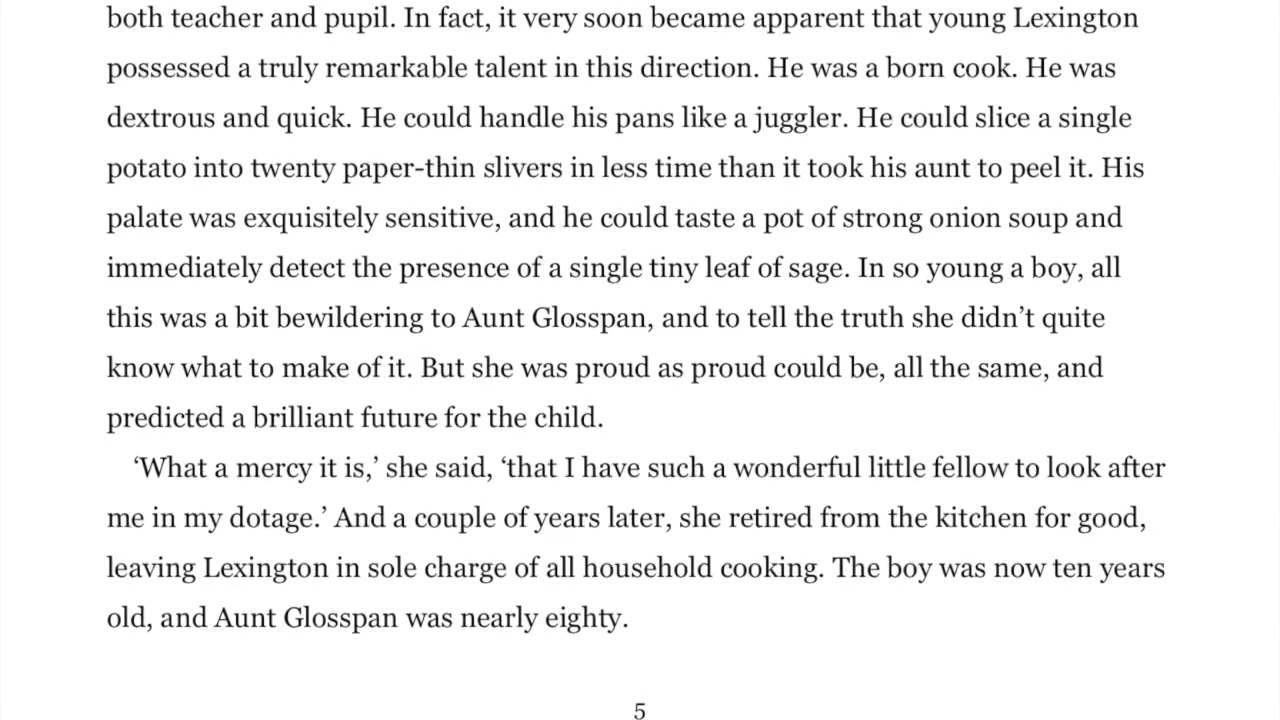 both teacher and pupil. In fact, it very soon became apparent that young Lexington
possessed a truly remarkable talent in this direction. He was a born cook. He was
dextrous and quick. He could handle his pans like a juggler. He could slice a single
potato into twenty paper-thin slivers in less time than it took his aunt to peel it. His
palate was exquisitely sensitive, and he could taste a pot of strong onion soup and
immediately detect the presence of a single tiny leaf of sage. In so young a boy, all
this was a bit bewildering to Aunt Glosspan, and to tell the truth she didn’t quite
know what to make of it. But she was proud as proud could be, all the same, and
predicted a brilliant future for the child.
‘What a mercy it is,’ she said, ‘that I have such a wonderful little fellow to look after
me in my dotage.’ And a couple of years later, she retired from the kitchen for good,
leaving Lexington in sole charge of all household cooking. The boy was now ten years
old, and Aunt Glosspan was nearly eighty.
5